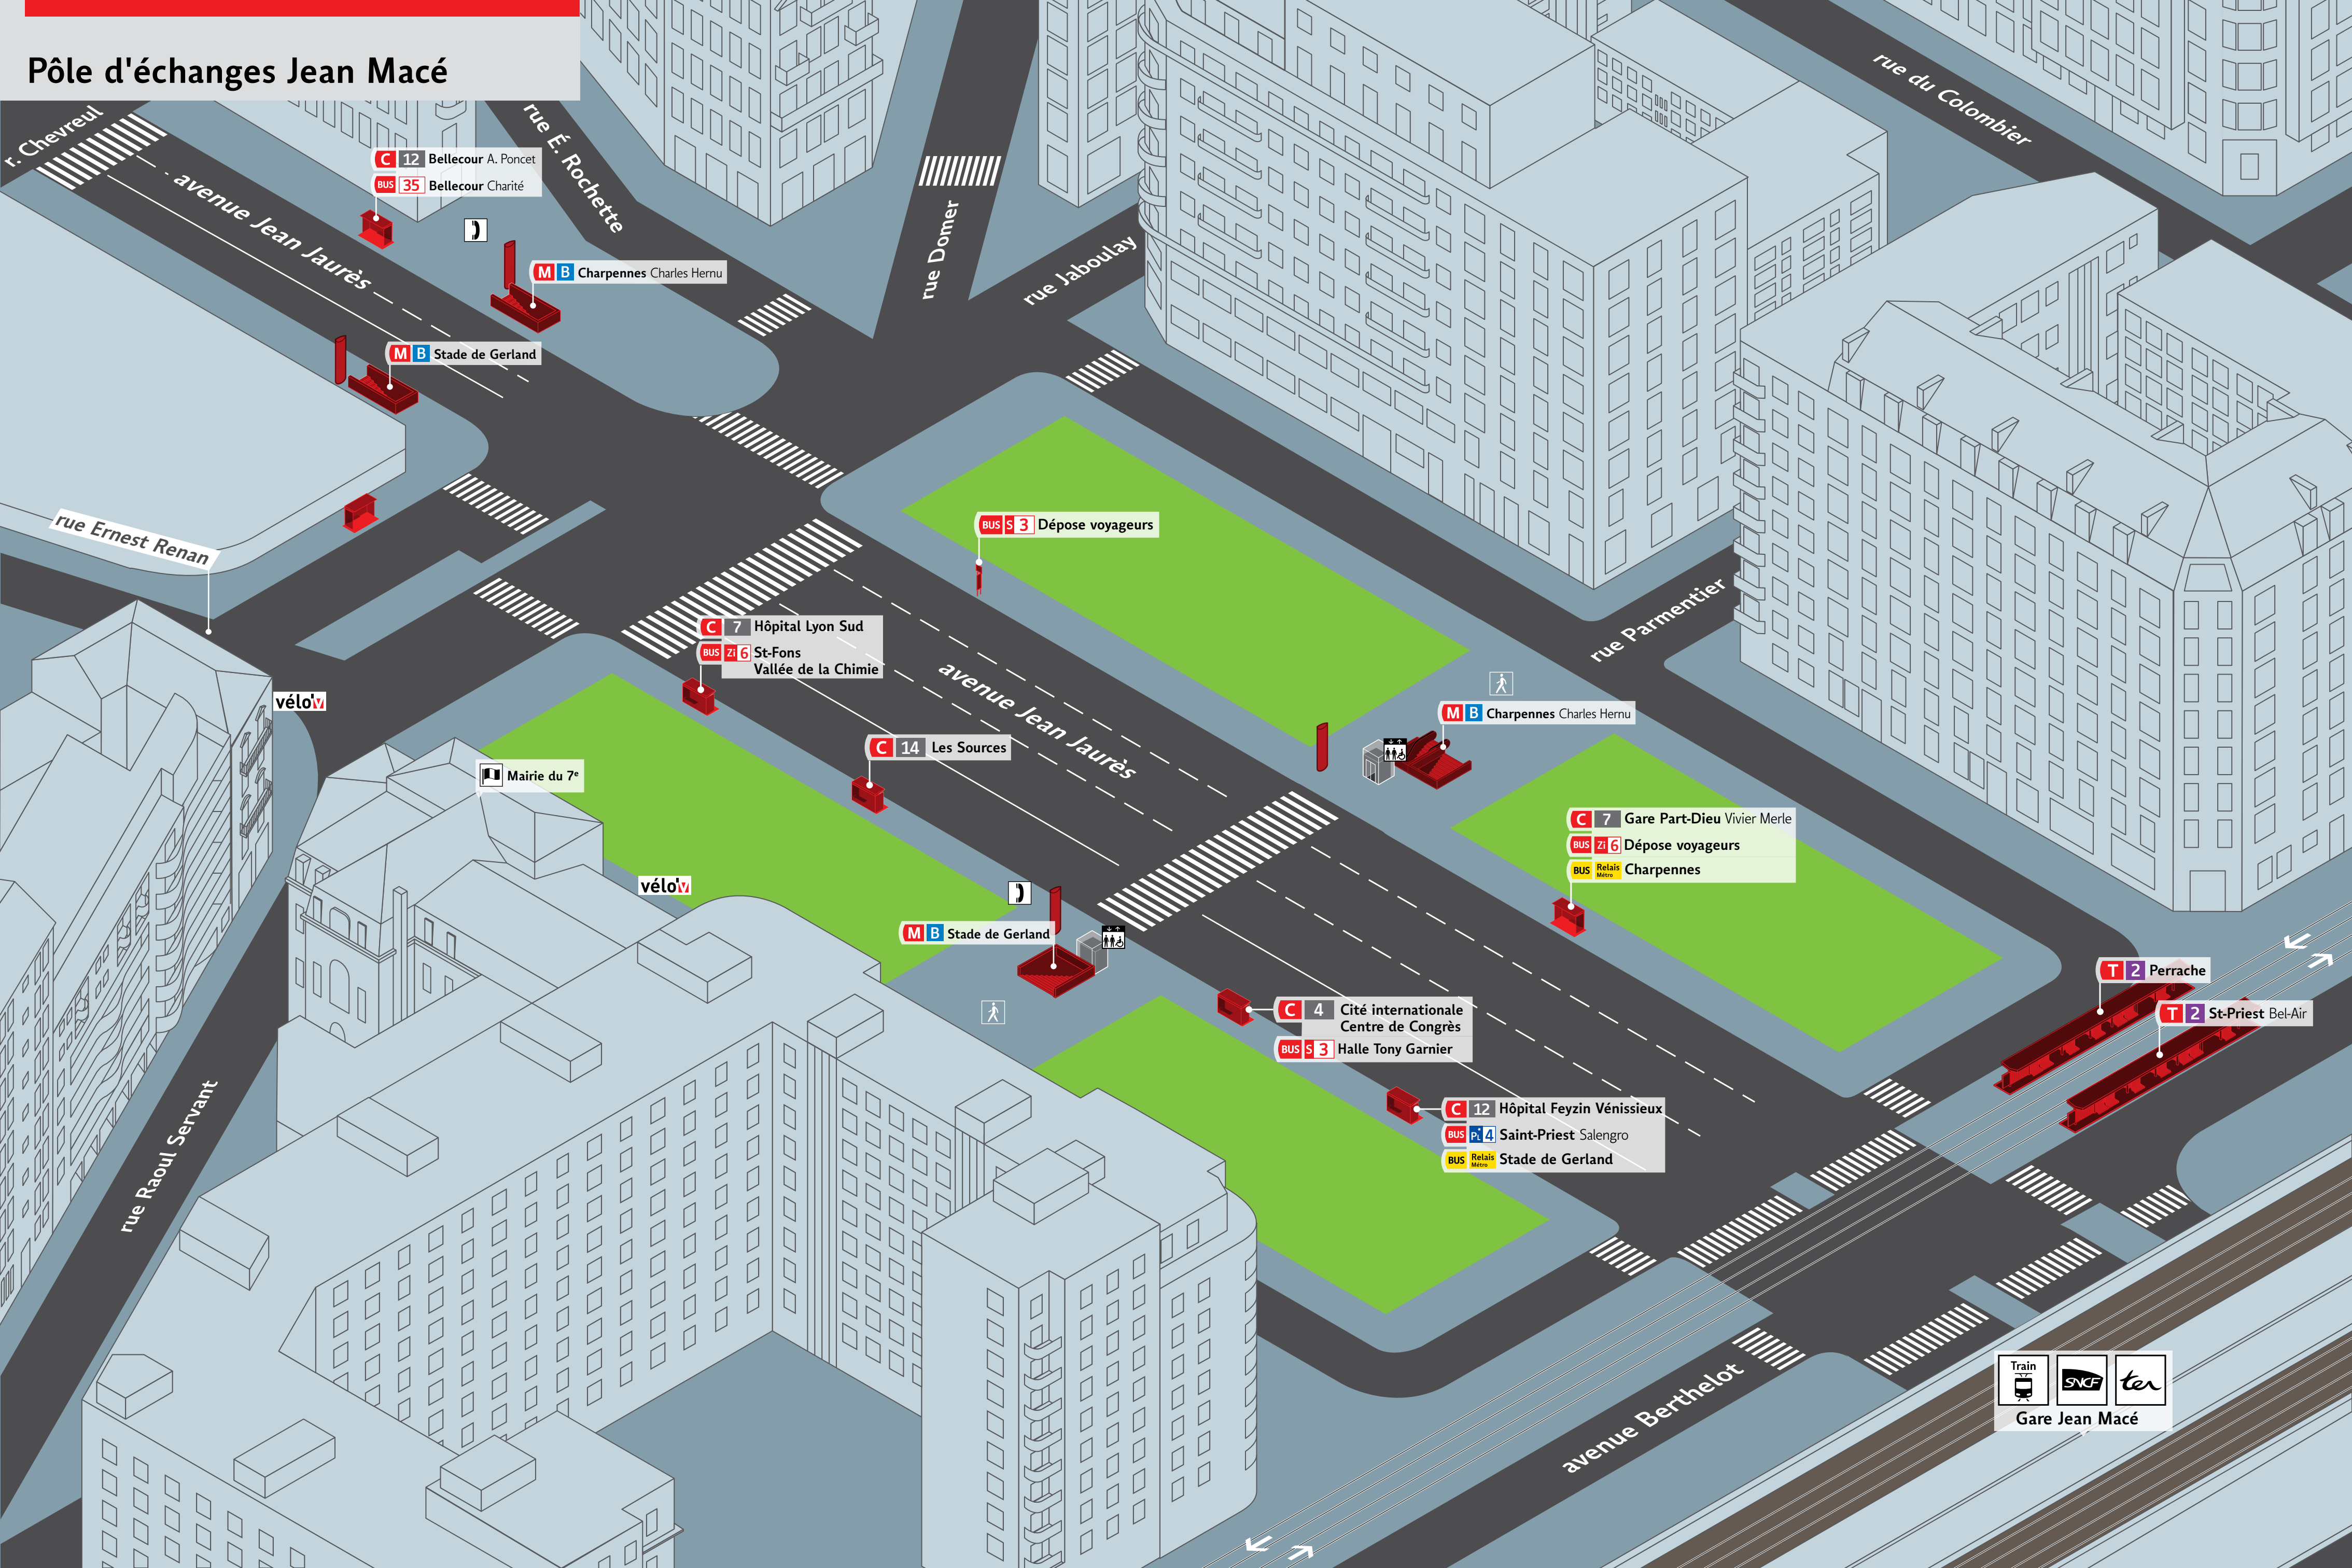 Pôle d'échanges Jean Macé
r. Chevreul
avenue Jean Jaurès
rue É. Rochette
rue Domer
rue Jaboulay
rue du Colombier
C 12 Bellecour A. Poncet
BUS 35 Bellecour Charité
M B Charpennes Charles Hernu
M B Stade de Gerland
rue Ernest Renan
BUS S 3 Dépose voyageurs
rue Parmentier
C 7 Hôpital Lyon Sud
BUS Zi 6 St-Fons
Vallée de la Chimie
vélo'v
avenue Jean Jaurès
C 14 Les Sources
M B Charpennes Charles Hernu
Mairie du 7e
C 7 Gare Part-Dieu Vivier Merle
BUS Zi 6 Dépose voyageurs
BUS Relais Métro Charpennes
vélo'v
M B Stade de Gerland
T 2 Perrache
T 2 St-Priest Bel-Air
C 4 Cité internationale
Centre de Congrès
BUS S 3 Halle Tony Garnier
C 12 Hôpital Feyzin Vénissieux
BUS PL 4 Saint-Priest Salengro
BUS Relais Métro Stade de Gerland
rue Raoul Servant
avenue Berthelot
Train SNCF ter
Gare Jean Macé